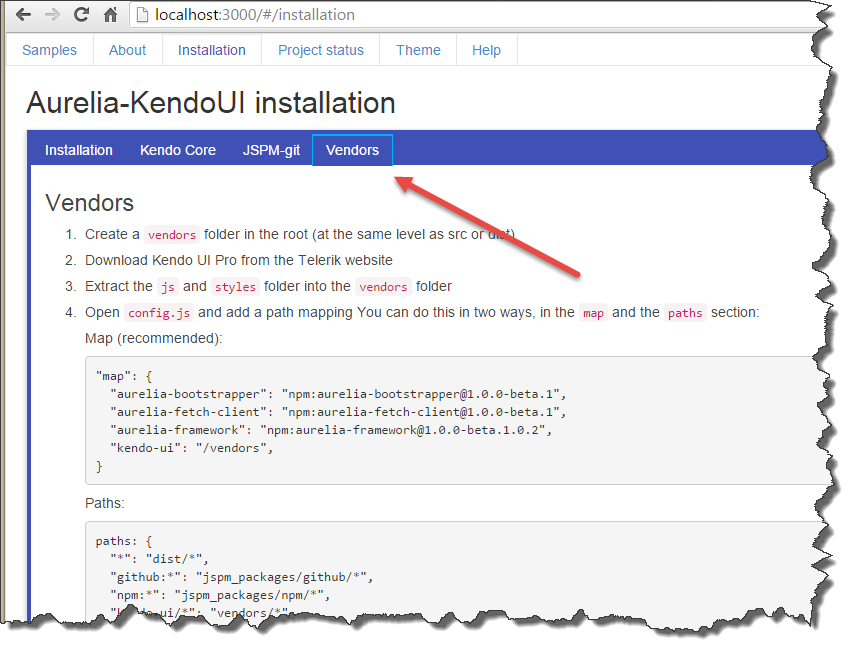 localhost:3000/#/installation
Samples About Installation Project status Theme Help
Aurelia-KendoUI installation
Installation Kendo Core JSPM-git Vendors
Vendors
1. Create a vendors folder in the root (at the same level as src or dist)
2. Download Kendo UI Pro from the Telerik website
3. Extract the js and styles folder into the vendors folder
4. Open config.js and add a path mapping You can do this in two ways, in the map and the paths section:
Map (recommended):
"map": {
  "aurelia-bootstrapper": "npm:aurelia-bootstrapper@1.0.0-beta.1",
  "aurelia-fetch-client": "npm:aurelia-fetch-client@1.0.0-beta.1",
  "aurelia-framework": "npm:aurelia-framework@1.0.0-beta.1.0.2",
  "kendo-ui": "/vendors",
}
Paths:
paths: {
  "*": "dist/*",
  "github:*": "jspm_packages/github/*",
  "npm:*": "jspm_packages/npm/*",
  "kendo-ui/*": "vendors/*"